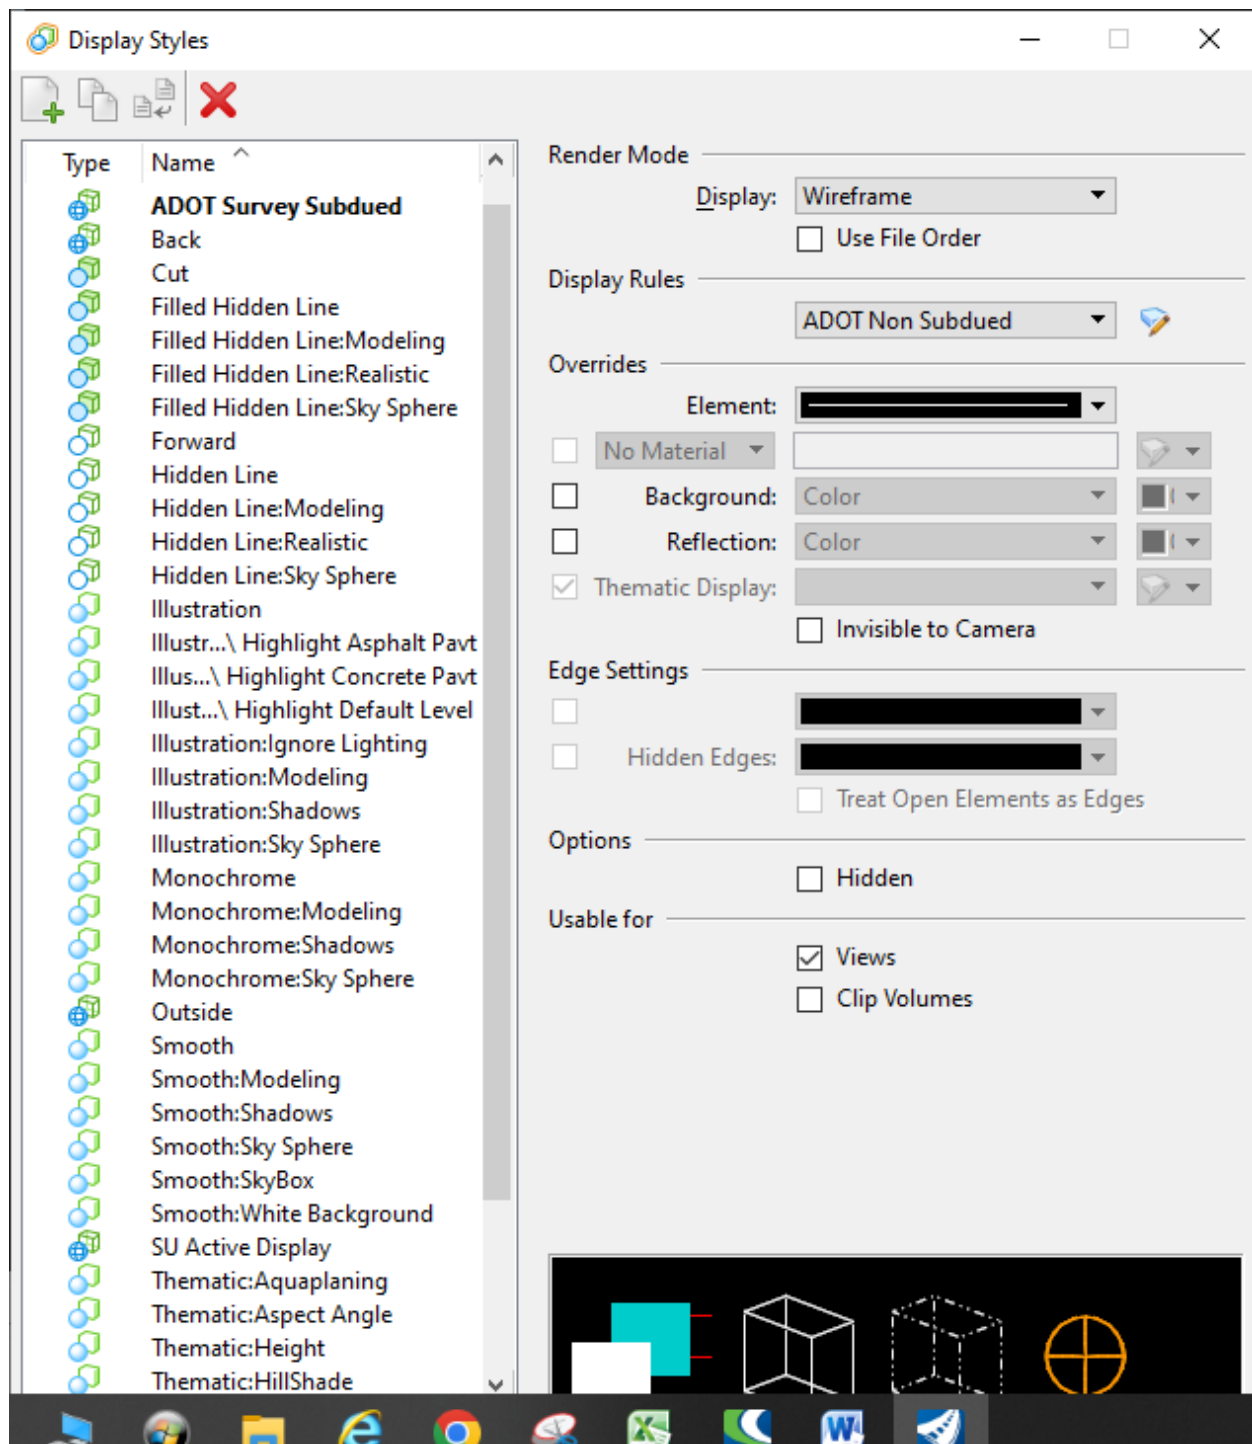 Display Styles
Type Name
ADOT Survey Subdued
Back
Cut
Filled Hidden Line
Filled Hidden Line:Modeling
Filled Hidden Line:Realistic
Filled Hidden Line:Sky Sphere
Forward
Hidden Line
Hidden Line:Modeling
Hidden Line:Realistic
Hidden Line:Sky Sphere
Illustration
Illustr...\ Highlight Asphalt Pavt
Illus...\ Highlight Concrete Pavt
Illust...\ Highlight Default Level
Illustration:Ignore Lighting
Illustration:Modeling
Illustration:Shadows
Illustration:Sky Sphere
Monochrome
Monochrome:Modeling
Monochrome:Shadows
Monochrome:Sky Sphere
Outside
Smooth
Smooth:Modeling
Smooth:Shadows
Smooth:Sky Sphere
Smooth:SkyBox
Smooth:White Background
SU Active Display
Thematic:Aquaplaning
Thematic:Aspect Angle
Thematic:Height
Thematic:HillShade
Render Mode
Display: Wireframe
Use File Order
Display Rules
ADOT Non Subdued
Overrides
Element:
No Material
Background: Color
Reflection: Color
Thematic Display:
Invisible to Camera
Edge Settings
Hidden Edges:
Treat Open Elements as Edges
Options
Hidden
Usable for
Views
Clip Volumes